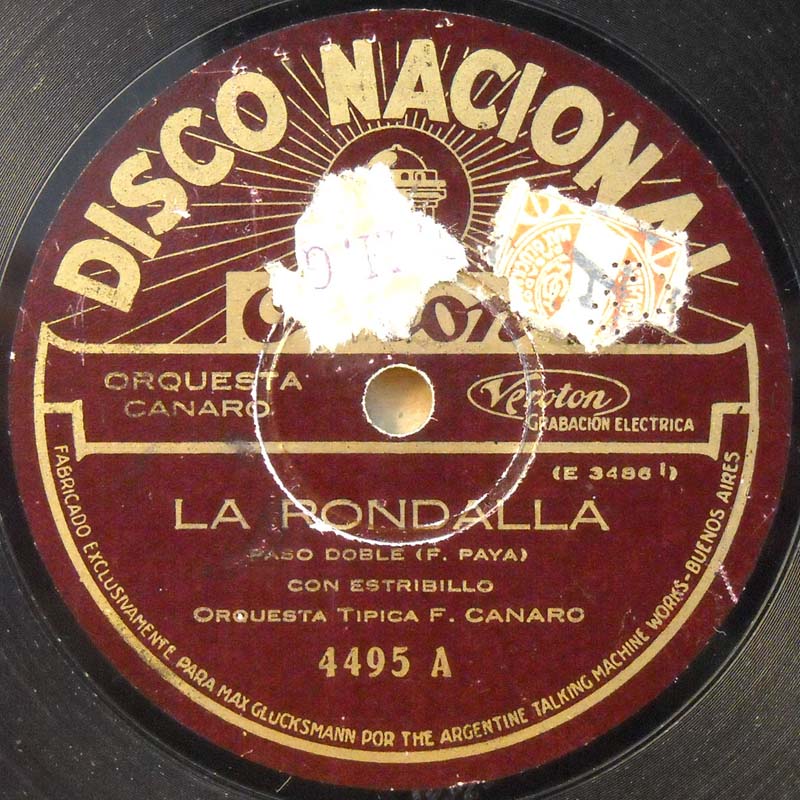 DISCO NACIONAL
ORQUESTA
CANARO
Veroton
GRABACIÓN ELECTRICA
(E 3486 I)
LA RONDALLA
PASO DOBLE (F. PAYA)
CON ESTRIBILLO
ORQUESTA TIPICA F. CANARO
4495 A
FABRICADO EXCLUSIVAMENTE PARA MAX GLUCKSMANN POR THE ARGENTINE TALKING MACHINE WORKS-BUENOS AIRES